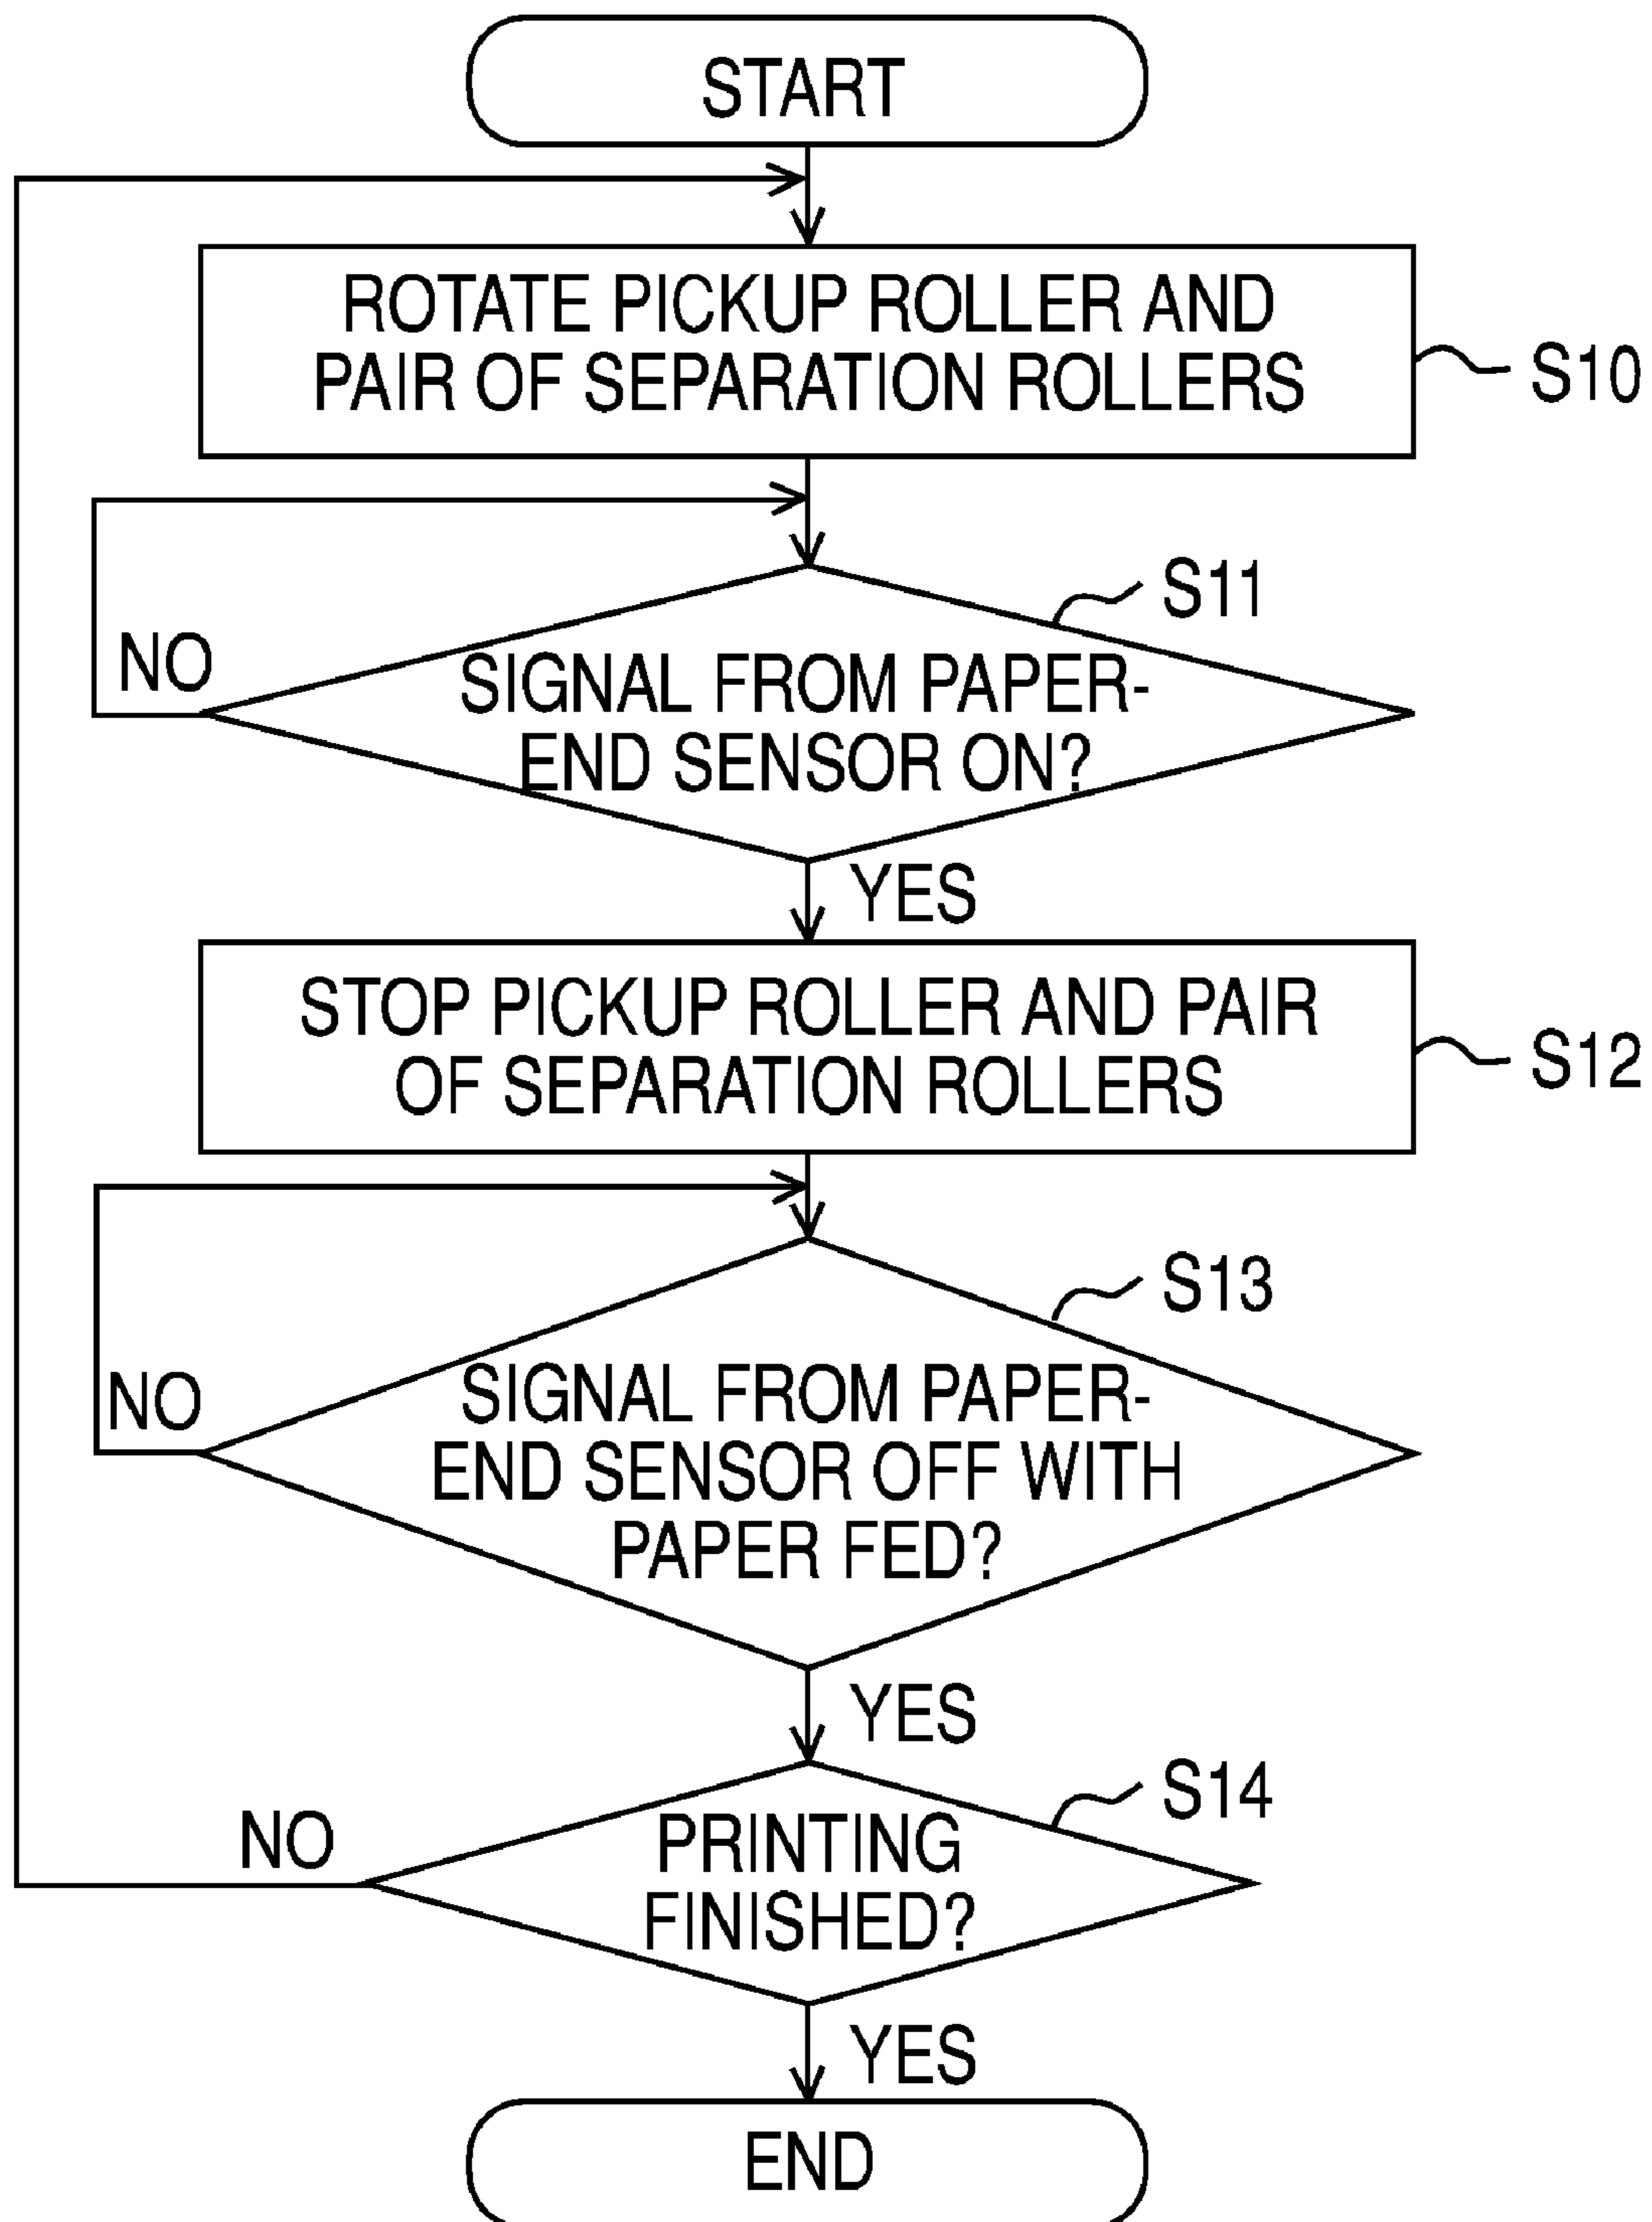 START
ROTATE PICKUP ROLLER AND
PAIR OF SEPARATION ROLLERS
S10
S11
NO
SIGNAL FROM PAPER-
END SENSOR ON?
YES
STOP PICKUP ROLLER AND PAIR
OF SEPARATION ROLLERS
S12
S13
NO
SIGNAL FROM PAPER-
END SENSOR OFF WITH
PAPER FED?
YES
S14
NO
PRINTING
FINISHED?
YES
END